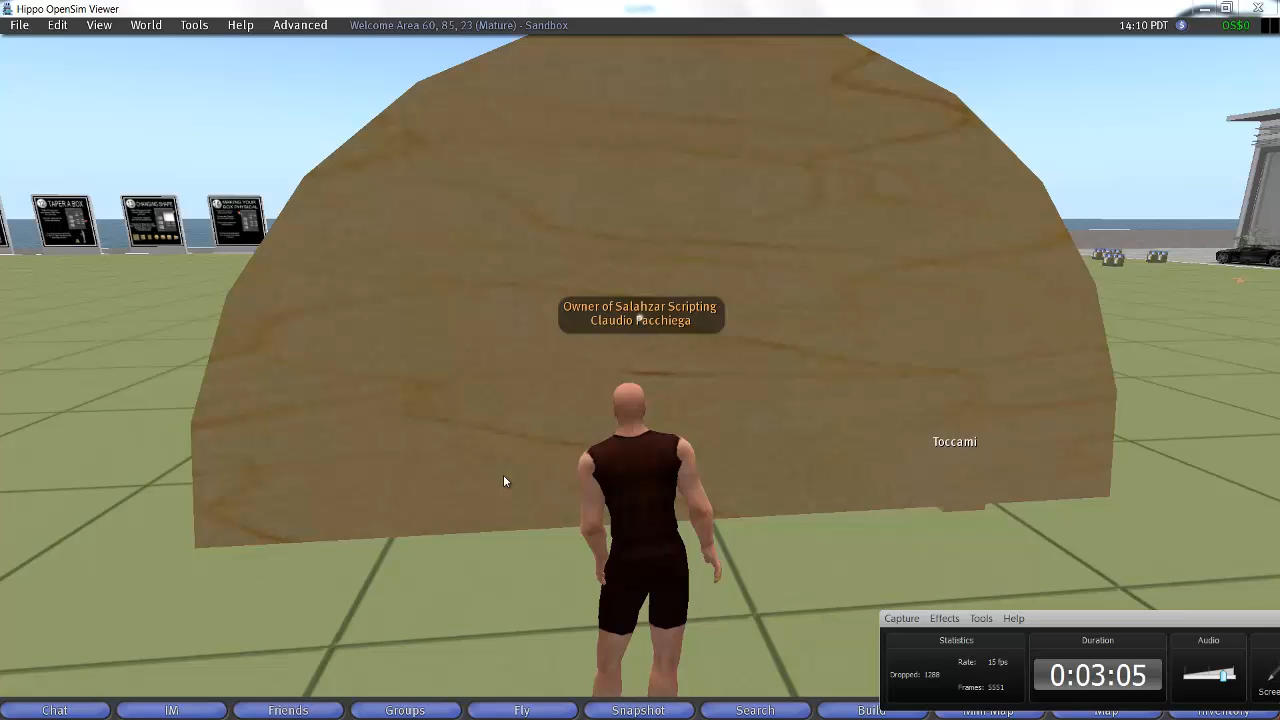 Hippo OpenSim Viewer
File Edit View World Tools Help Advanced Welcome Area 60, 85, 23 (Mature) - Sandbox 14:10 PDT OS$0
TAPER A BOX
CHANGING SHAPE
MAKING YOUR BOX PHYSICAL
Owner of Salahzar Scripting
Claudio Pacchiega
Toccami
Capture Effects Tools Help
Statistics Duration Audio
Rate: 15 fps
Dropped: 1288
Frames: 5551
0:03:05
Chat IM Friends Groups Fly Snapshot Search Build Mini-Map Map Inventory